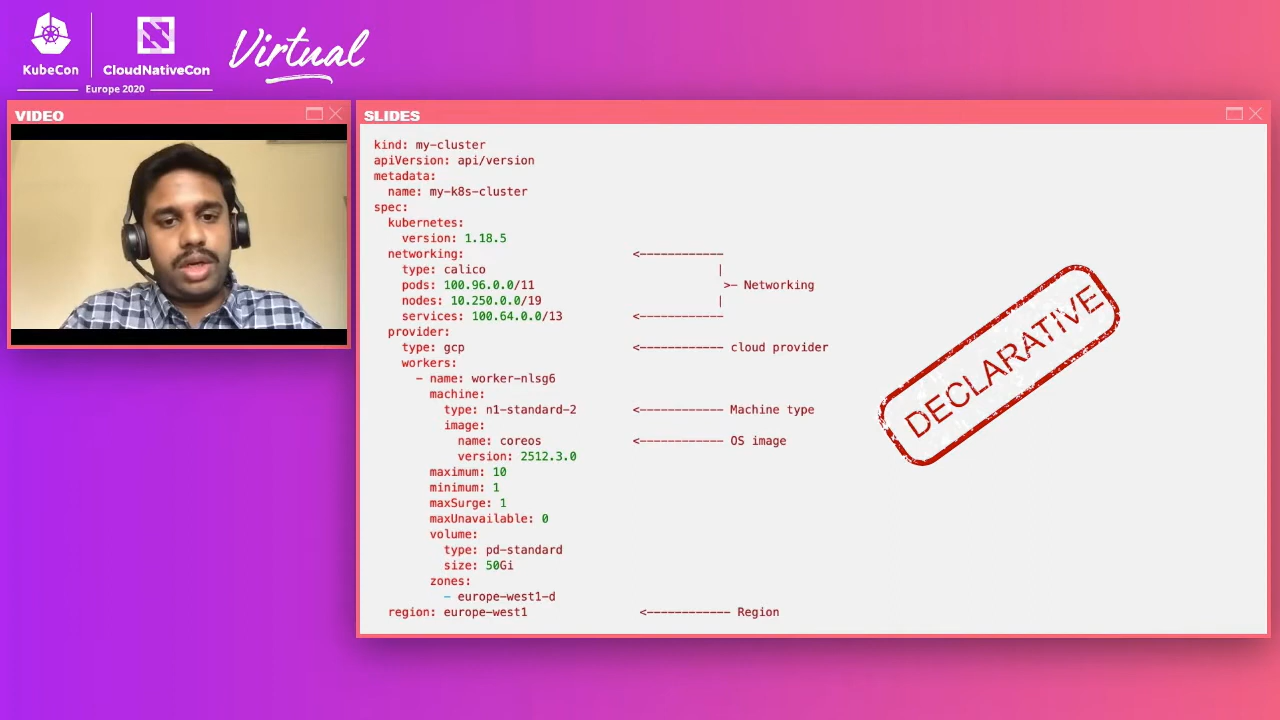 KubeCon
CloudNativeCon
Europe 2020
Virtual
VIDEO
SLIDES
kind: my-cluster
apiVersion: api/version
metadata:
  name: my-k8s-cluster
spec:
  kubernetes:
    version: 1.18.5
  networking:                        <------------
    type: calico                                 |
    pods: 100.96.0.0/11                          >- Networking
    nodes: 10.250.0.0/19                         |
    services: 100.64.0.0/13          <------------
  provider:
    type: gcp                        <------------ cloud provider
    workers:
      - name: worker-nlsg6
        machine:
          type: n1-standard-2        <------------ Machine type
          image:
            name: coreos             <------------ OS image
            version: 2512.3.0
        maximum: 10
        minimum: 1
        maxSurge: 1
        maxUnavailable: 0
        volume:
          type: pd-standard
          size: 50Gi
        zones:
          - europe-west1-d
  region: europe-west1                <------------ Region
DECLARATIVE